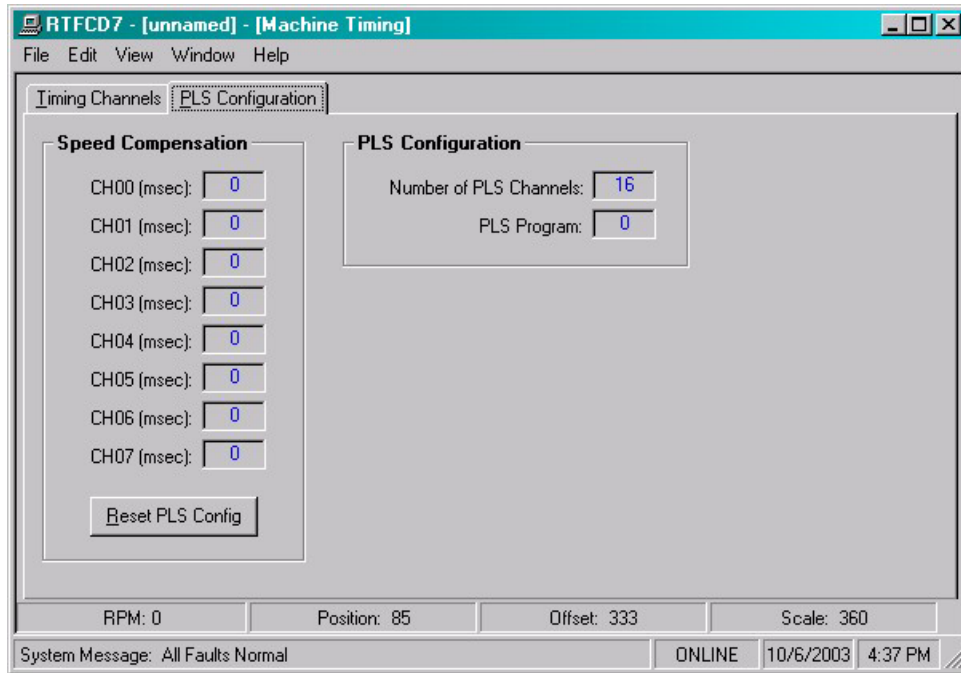 RTFCD7 - [unnamed] - [Machine Timing]
File Edit View Window Help
Timing Channels PLS Configuration
Speed Compensation
CH00 (msec): 0
CH01 (msec): 0
CH02 (msec): 0
CH03 (msec): 0
CH04 (msec): 0
CH05 (msec): 0
CH06 (msec): 0
CH07 (msec): 0
Reset PLS Config
PLS Configuration
Number of PLS Channels: 16
PLS Program: 0
RPM: 0 Position: 85 Offset: 333 Scale: 360
System Message: All Faults Normal ONLINE 10/6/2003 4:37 PM